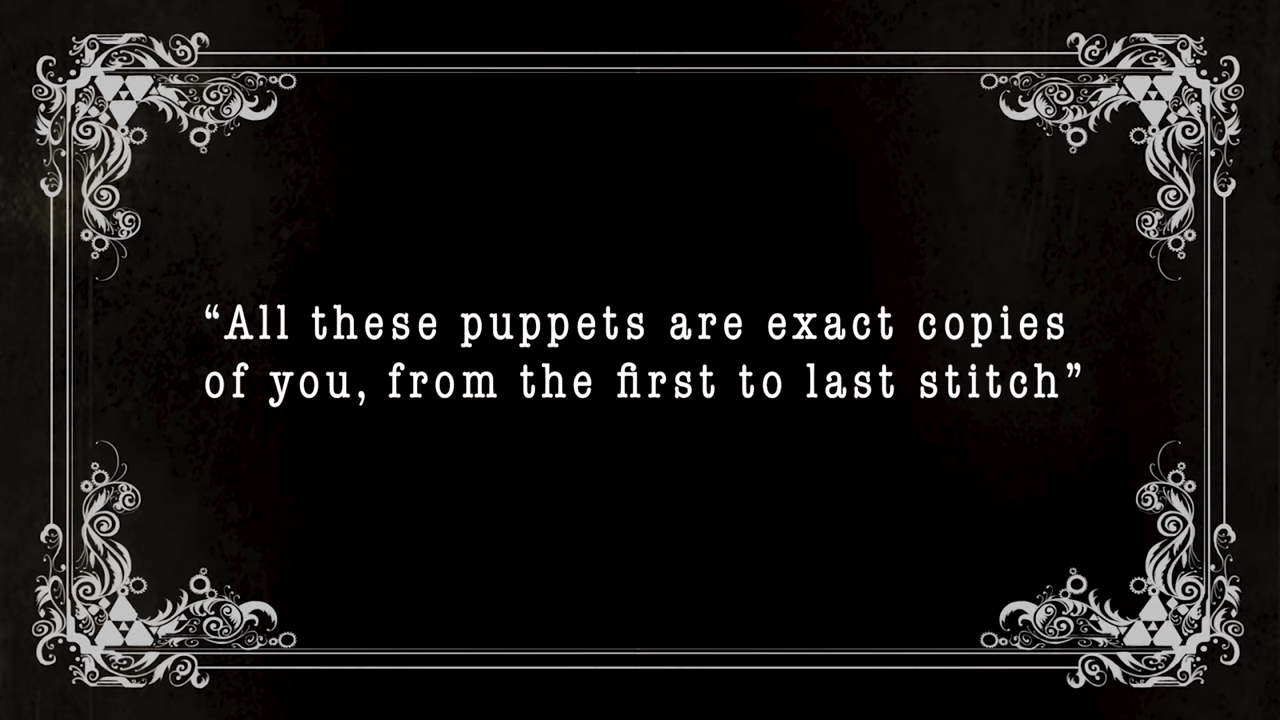 “All these puppets are exact copies
of you, from the first to last stitch”